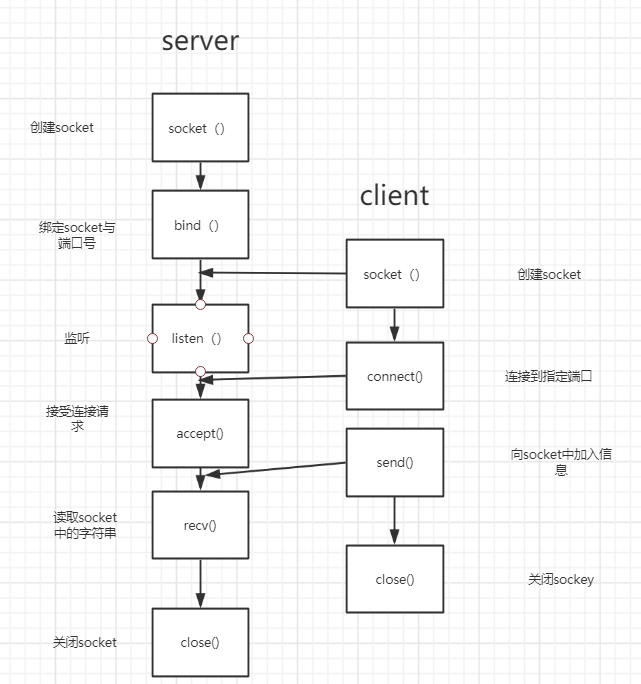 server
创建socket
socket（）
client
绑定socket与
端口号
bind（）
socket（）
创建socket
监听
listen（）
connect()
连接到指定端口
接受连接请
求
accept()
send()
向socket中加入信
息
读取socket
中的字符串
recv()
close()
关闭sockey
关闭socket
close()